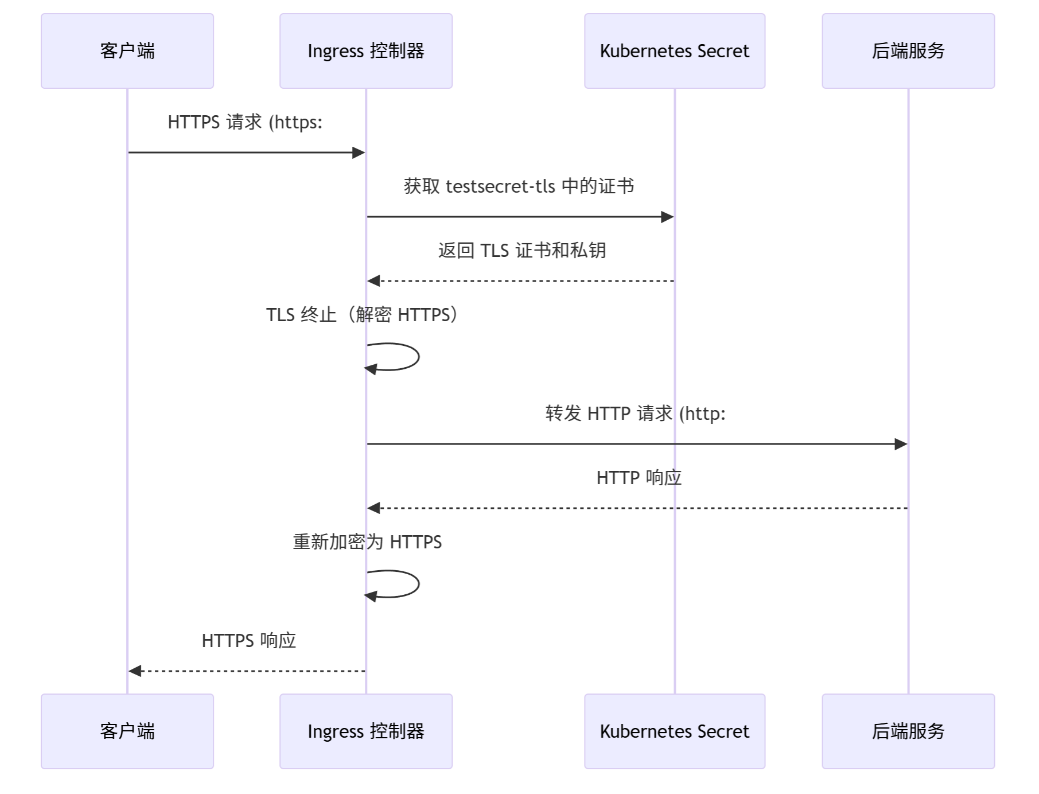 客户端
Ingress 控制器
Kubernetes Secret
后端服务
HTTPS 请求 (https:
获取 testsecret-tls 中的证书
返回 TLS 证书和私钥
TLS 终止（解密 HTTPS）
转发 HTTP 请求 (http:
HTTP 响应
重新加密为 HTTPS
HTTPS 响应
客户端
Ingress 控制器
Kubernetes Secret
后端服务